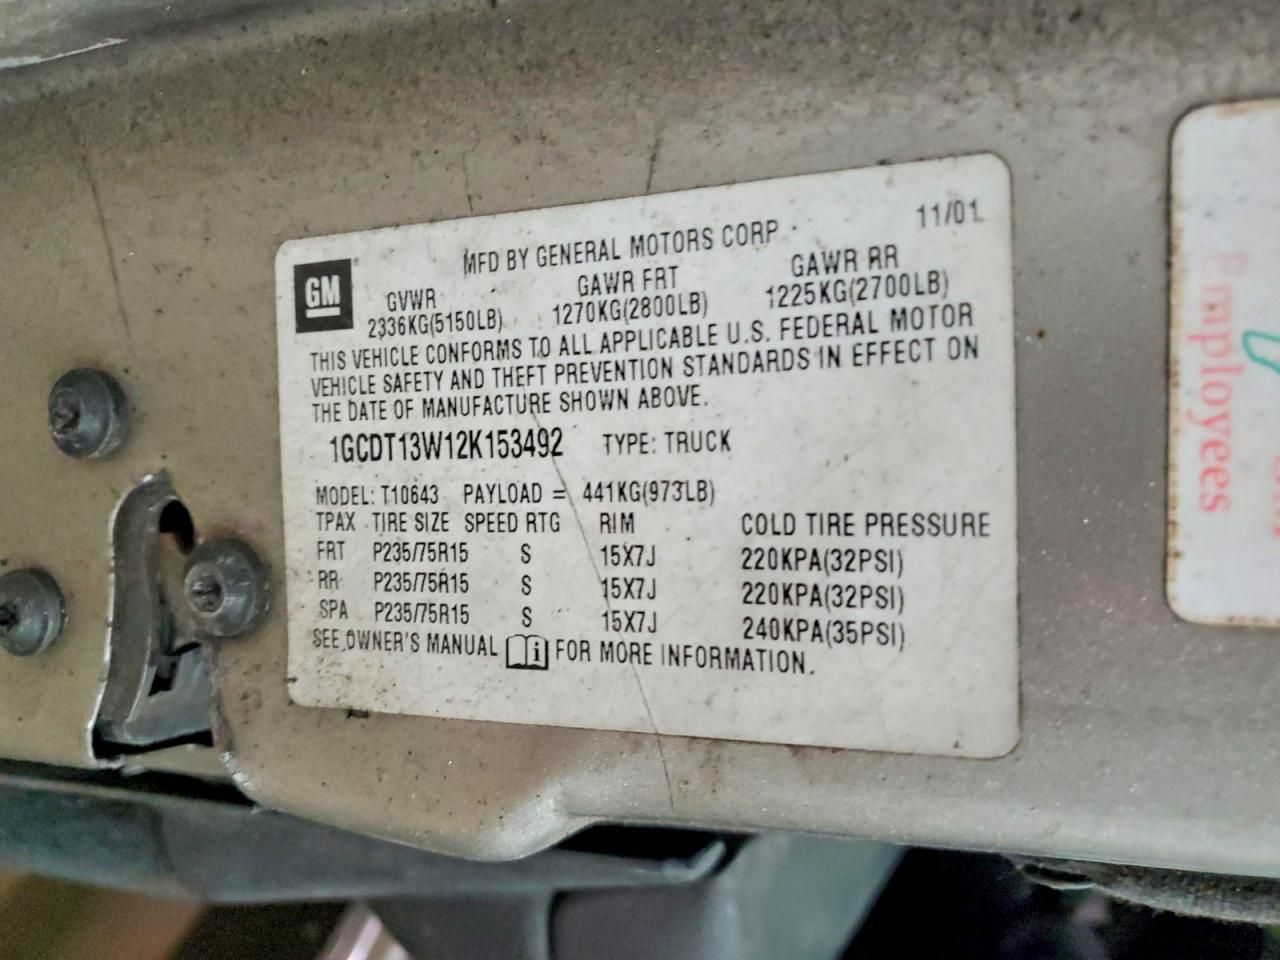 GM
MFD BY GENERAL MOTORS CORP
11/01
GVWR GAWR FRT GAWR RR
2336KG(5150LB) 1270KG(2800LB) 1225KG(2700LB)
THIS VEHICLE CONFORMS TO ALL APPLICABLE U.S. FEDERAL MOTOR
VEHICLE SAFETY AND THEFT PREVENTION STANDARDS IN EFFECT ON
THE DATE OF MANUFACTURE SHOWN ABOVE.
1GCDT13W12K153492 TYPE: TRUCK
MODEL: T10643 PAYLOAD = 441KG(973LB)
TPAX TIRE SIZE SPEED RTG RIM COLD TIRE PRESSURE
FRT P235/75R15 S 15X7J 220KPA(32PSI)
RR P235/75R15 S 15X7J 220KPA(32PSI)
SPA P235/75R15 S 15X7J 240KPA(35PSI)
SEE OWNER'S MANUAL i FOR MORE INFORMATION.
Employees